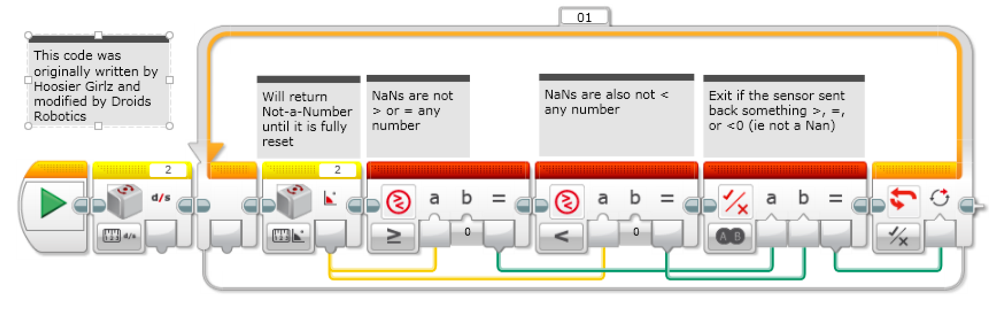 01
This code was
originally written by
Hoosier Girlz and
modified by Droids
Robotics
Will return
Not-a-Number
until it is fully
reset
NaNs are not
> or = any
number
NaNs are also not <
any number
Exit if the sensor sent
back something >, =,
or <0 (ie not a Nan)
2
d/s
d/s
2
a b =
≥ 0
a b =
< 0
a b =
A B